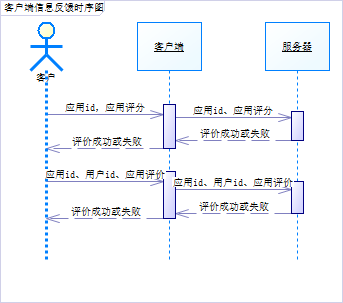 客户端信息反馈时序图
客户
客户端
服务器
应用id，应用评分
应用id、应用评分
评价成功或失败
评价成功或失败
应用id、用户id、应用评价
应用id、用户id、应用评价
评价成功或失败
评价成功或失败